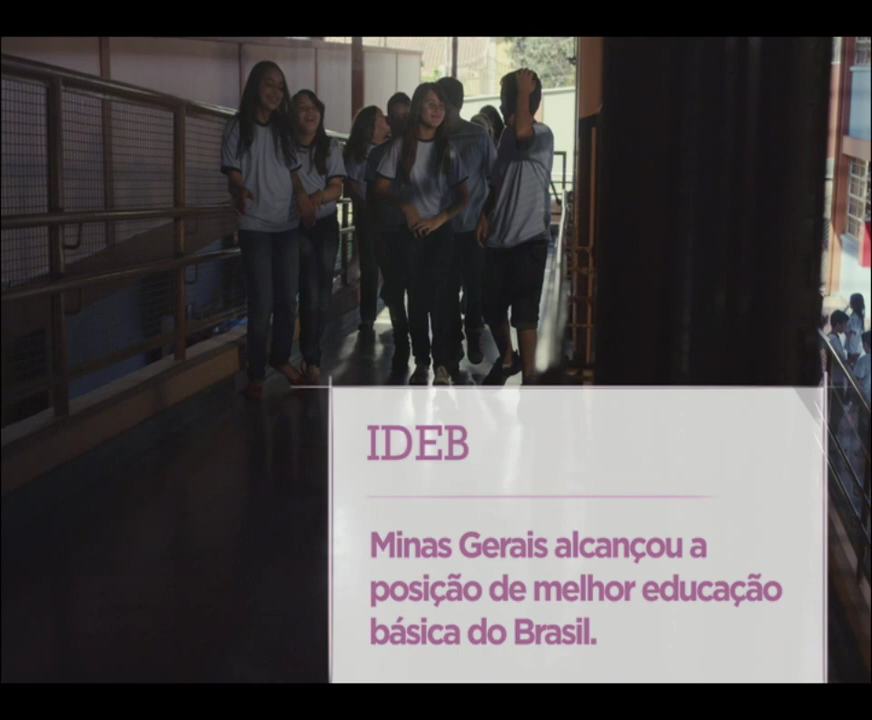 IDEB
Minas Gerais alcançou a
posição de melhor educação
básica do Brasil.